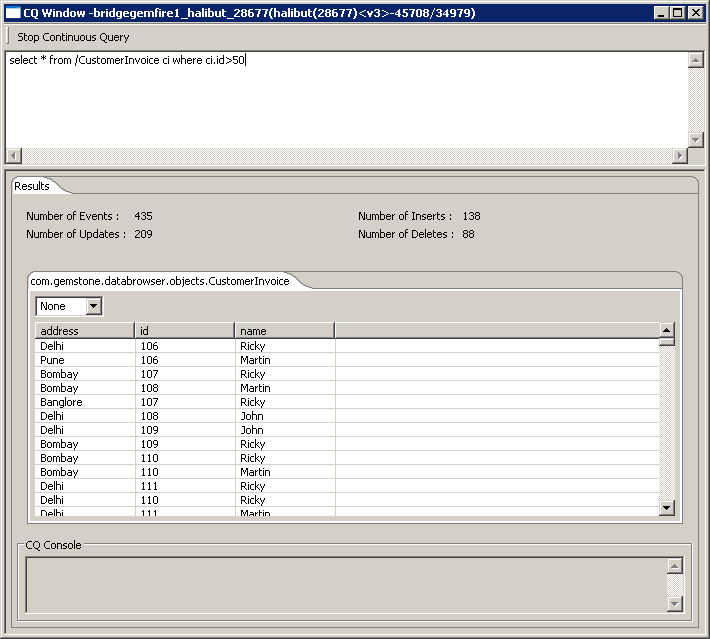 CQ Window -bridgegemfire1_halibut_28677(halibut(28677)<v3>-45708/34979)
Stop Continuous Query
select * from /CustomerInvoice ci where ci.id>50
Results
Number of Events : 435 Number of Inserts : 138
Number of Updates : 209 Number of Deletes : 88
com.gemstone.databrowser.objects.CustomerInvoice
None
address id name
Delhi 106 Ricky
Pune 106 Martin
Bombay 107 Ricky
Bombay 108 Martin
Banglore 107 Ricky
Delhi 108 John
Delhi 109 John
Bombay 109 Ricky
Bombay 110 Ricky
Bombay 110 Martin
Delhi 111 Ricky
Delhi 110 Ricky
Delhi 111 Martin
CQ Console